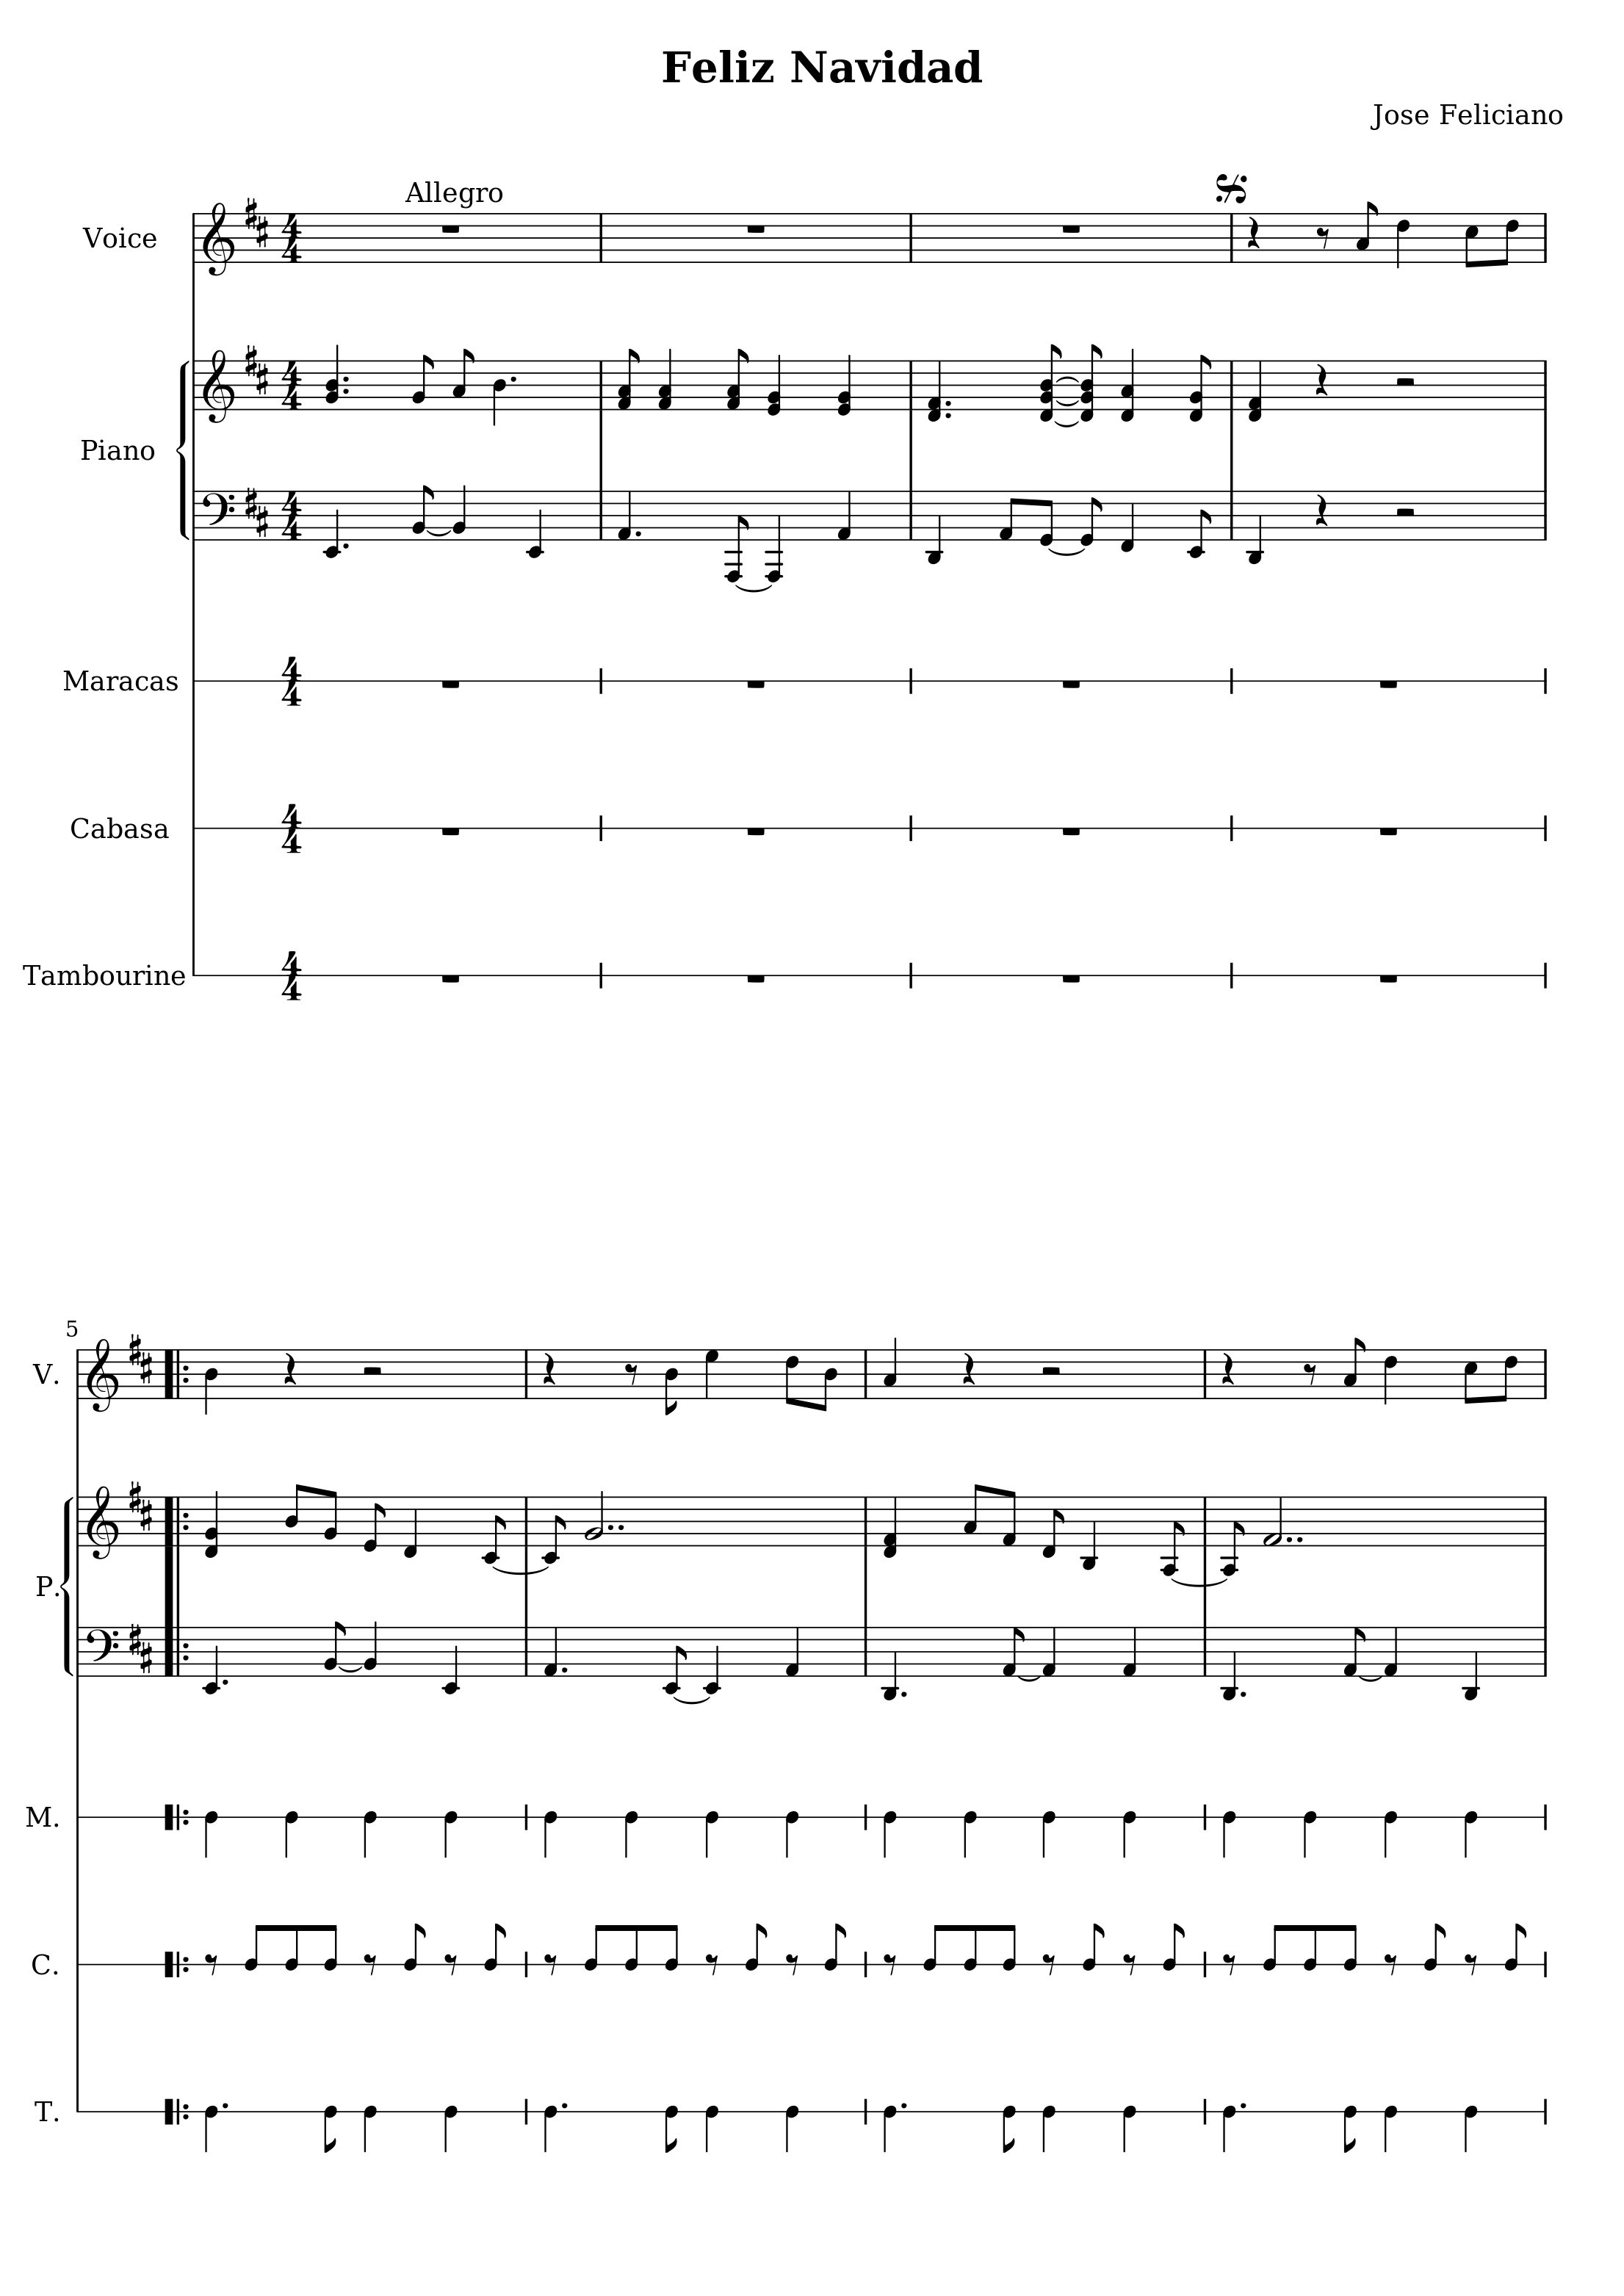 Feliz Navidad
Jose Feliciano
Allegro
Voice
Piano
Maracas
Cabasa
Tambourine
5
V.
P.
M.
C.
T.